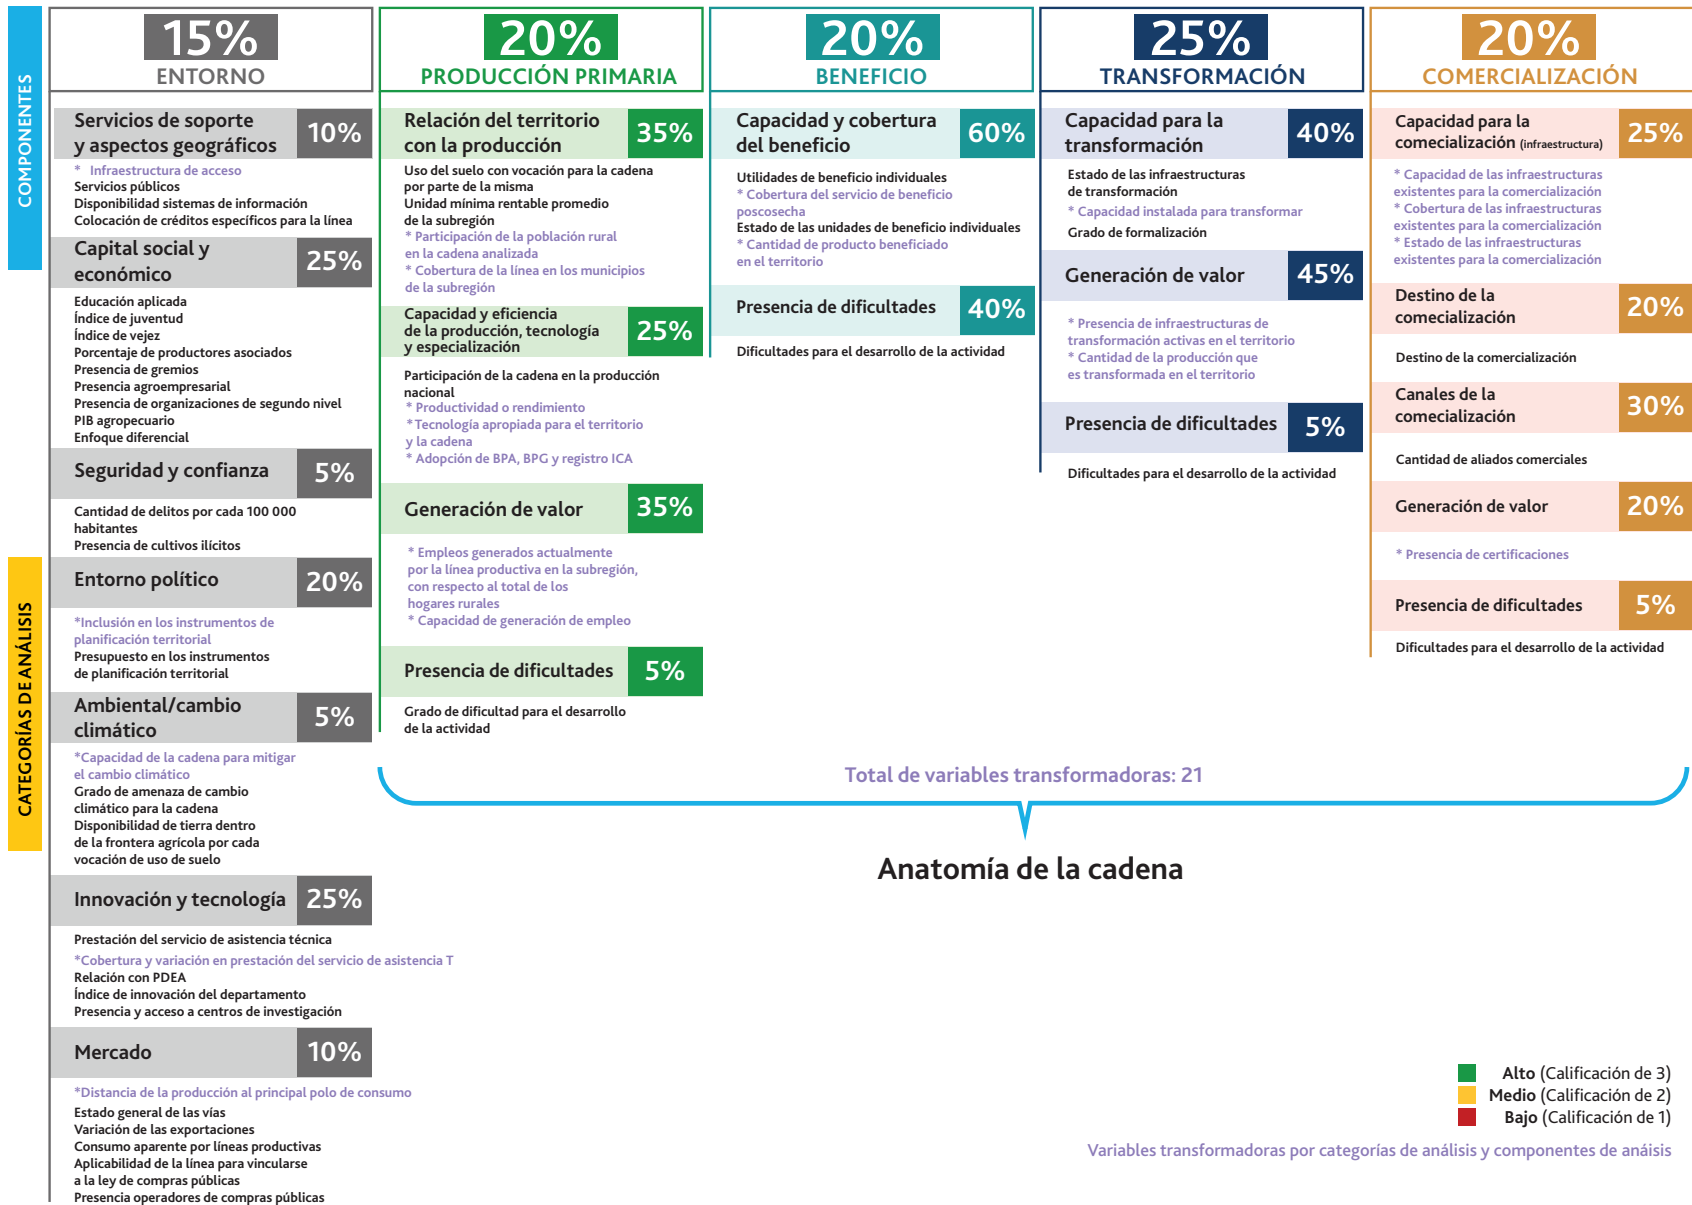 COMPONENTES
CATEGORÍAS DE ANÁLISIS
15%
ENTORNO
Servicios de soporte
y aspectos geográficos
10%
* Infraestructura de acceso
Servicios públicos
Disponibilidad sistemas de información
Colocación de créditos específicos para la línea
Capital social y
económico
25%
Educación aplicada
Índice de juventud
Índice de vejez
Porcentaje de productores asociados
Presencia de gremios
Presencia agroempresarial
Presencia de organizaciones de segundo nivel
PIB agropecuario
Enfoque diferencial
Seguridad y confianza
5%
Cantidad de delitos por cada 100 000
habitantes
Presencia de cultivos ilícitos
Entorno político
20%
*Inclusión en los instrumentos de
planificación territorial
Presupuesto en los instrumentos
de planificación territorial
Ambiental/cambio
climático
5%
*Capacidad de la cadena para mitigar
el cambio climático
Grado de amenaza de cambio
climático para la cadena
Disponibilidad de tierra dentro
de la frontera agrícola por cada
vocación de uso de suelo
Innovación y tecnología
25%
Prestación del servicio de asistencia técnica
*Cobertura y variación en prestación del servicio de asistencia T
Relación con PDEA
Índice de innovación del departamento
Presencia y acceso a centros de investigación
Mercado
10%
*Distancia de la producción al principal polo de consumo
Estado general de las vías
Variación de las exportaciones
Consumo aparente por líneas productivas
Aplicabilidad de la línea para vincularse
a la ley de compras públicas
Presencia operadores de compras públicas
20%
PRODUCCIÓN PRIMARIA
Relación del territorio
con la producción
35%
Uso del suelo con vocación para la cadena
por parte de la misma
Unidad mínima rentable promedio
de la subregión
* Participación de la población rural
en la cadena analizada
* Cobertura de la línea en los municipios
de la subregión
Capacidad y eficiencia
de la producción, tecnología
y especialización
25%
Participación de la cadena en la producción
nacional
* Productividad o rendimiento
*Tecnología apropiada para el territorio
y la cadena
* Adopción de BPA, BPG y registro ICA
Generación de valor
35%
* Empleos generados actualmente
por la línea productiva en la subregión,
con respecto al total de los
hogares rurales
* Capacidad de generación de empleo
Presencia de dificultades
5%
Grado de dificultad para el desarrollo
de la actividad
20%
BENEFICIO
Capacidad y cobertura
del beneficio
60%
Utilidades de beneficio individuales
* Cobertura del servicio de beneficio
poscosecha
Estado de las unidades de beneficio individuales
* Cantidad de producto beneficiado
en el territorio
Presencia de dificultades
40%
Dificultades para el desarrollo de la actividad
25%
TRANSFORMACIÓN
Capacidad para la
transformación
40%
Estado de las infraestructuras
de transformación
* Capacidad instalada para transformar
Grado de formalización
Generación de valor
45%
* Presencia de infraestructuras de
transformación activas en el territorio
* Cantidad de la producción que
es transformada en el territorio
Presencia de dificultades
5%
Dificultades para el desarrollo de la actividad
20%
COMERCIALIZACIÓN
Capacidad para la
comecialización (infraestructura)
25%
* Capacidad de las infraestructuras
existentes para la comercialización
* Cobertura de las infraestructuras
existentes para la comercialización
* Estado de las infraestructuras
existentes para la comercialización
Destino de la
comecialización
20%
Destino de la comercialización
Canales de la
comecialización
30%
Cantidad de aliados comerciales
Generación de valor
20%
* Presencia de certificaciones
Presencia de dificultades
5%
Dificultades para el desarrollo de la actividad
Total de variables transformadoras: 21
Anatomía de la cadena
Alto (Calificación de 3)
Medio (Calificación de 2)
Bajo (Calificación de 1)
Variables transformadoras por categorías de análisis y componentes de anáisis